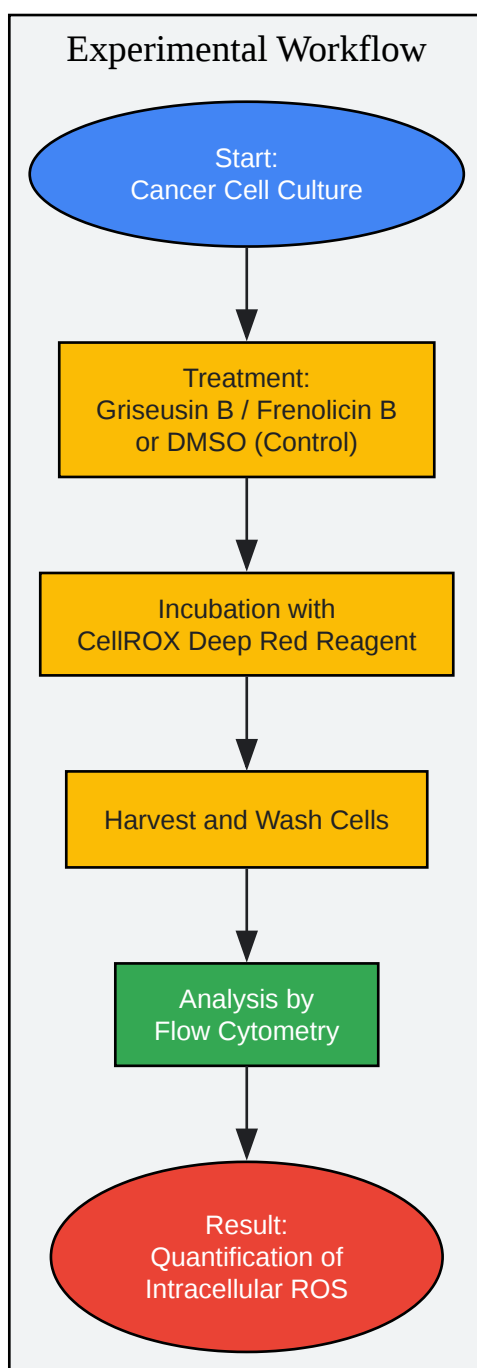 Experimental Workflow
Start:
Cancer Cell Culture
Treatment:
Griseusin B / Frenolicin B
or DMSO (Control)
Incubation with
CellROX Deep Red Reagent
Harvest and Wash Cells
Analysis by
Flow Cytometry
Result:
Quantification of
Intracellular ROS